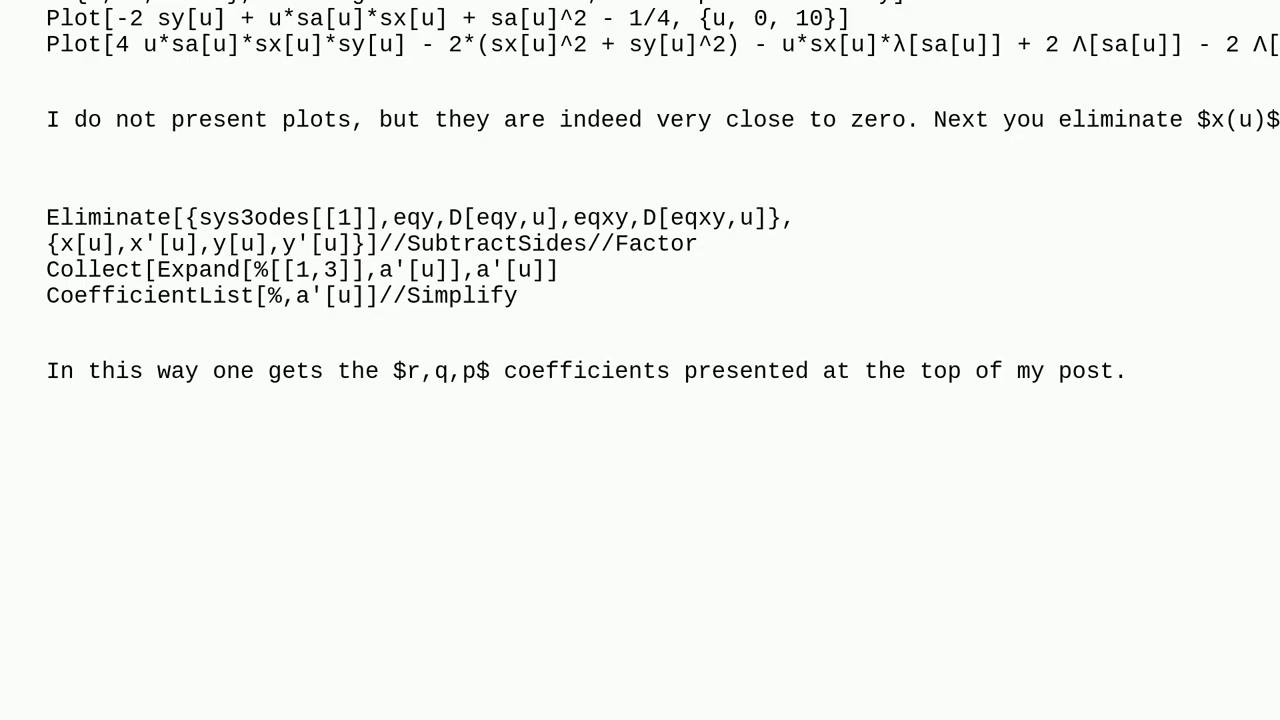 Plot[-2 sy[u] + u*sa[u]*sx[u] + sa[u]^2 - 1/4, {u, 0, 10}]
Plot[4 u*sa[u]*sx[u]*sy[u] - 2*(sx[u]^2 + sy[u]^2) - u*sx[u]*λ[sa[u]] + 2 Λ[sa[u]] - 2 Λ[
I do not present plots, but they are indeed very close to zero. Next you eliminate $x(u)$
Eliminate[{sys3odes[[1]],eqy,D[eqy,u],eqxy,D[eqxy,u]},
{x[u],x'[u],y[u],y'[u]}]//SubtractSides//Factor
Collect[Expand[%[[1,3]],a'[u]],a'[u]]
CoefficientList[%,a'[u]]//Simplify
In this way one gets the $r,q,p$ coefficients presented at the top of my post.